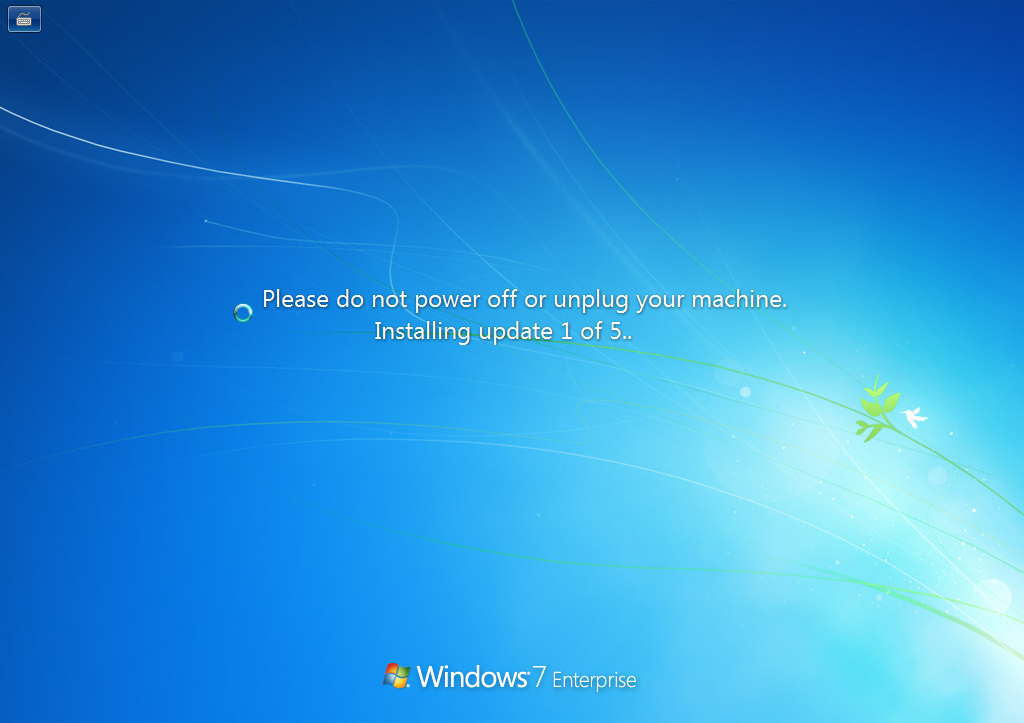 Please do not power off or unplug your machine.
Installing update 1 of 5..
Windows 7 Enterprise